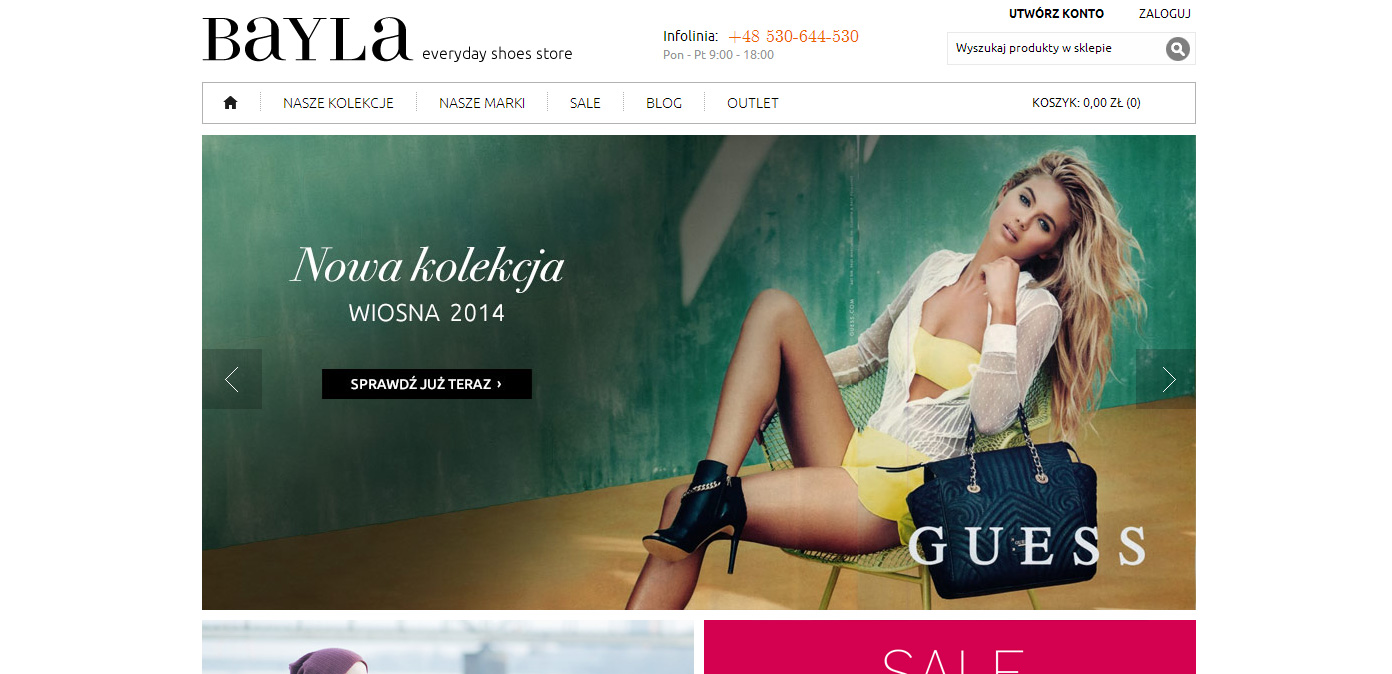 BAYLA everyday shoes store
Infolinia: +48 530-644-530
Pon - Pt 9:00 - 18:00
UTWÓRZ KONTO ZALOGUJ
Wyszukaj produkty w sklepie
NASZE KOLEKCJE NASZE MARKI SALE BLOG OUTLET KOSZYK: 0,00 ZŁ (0)
Nowa kolekcja
WIOSNA 2014
SPRAWDŹ JUŻ TERAZ ›
GUESS.COM
GUESS
SALE